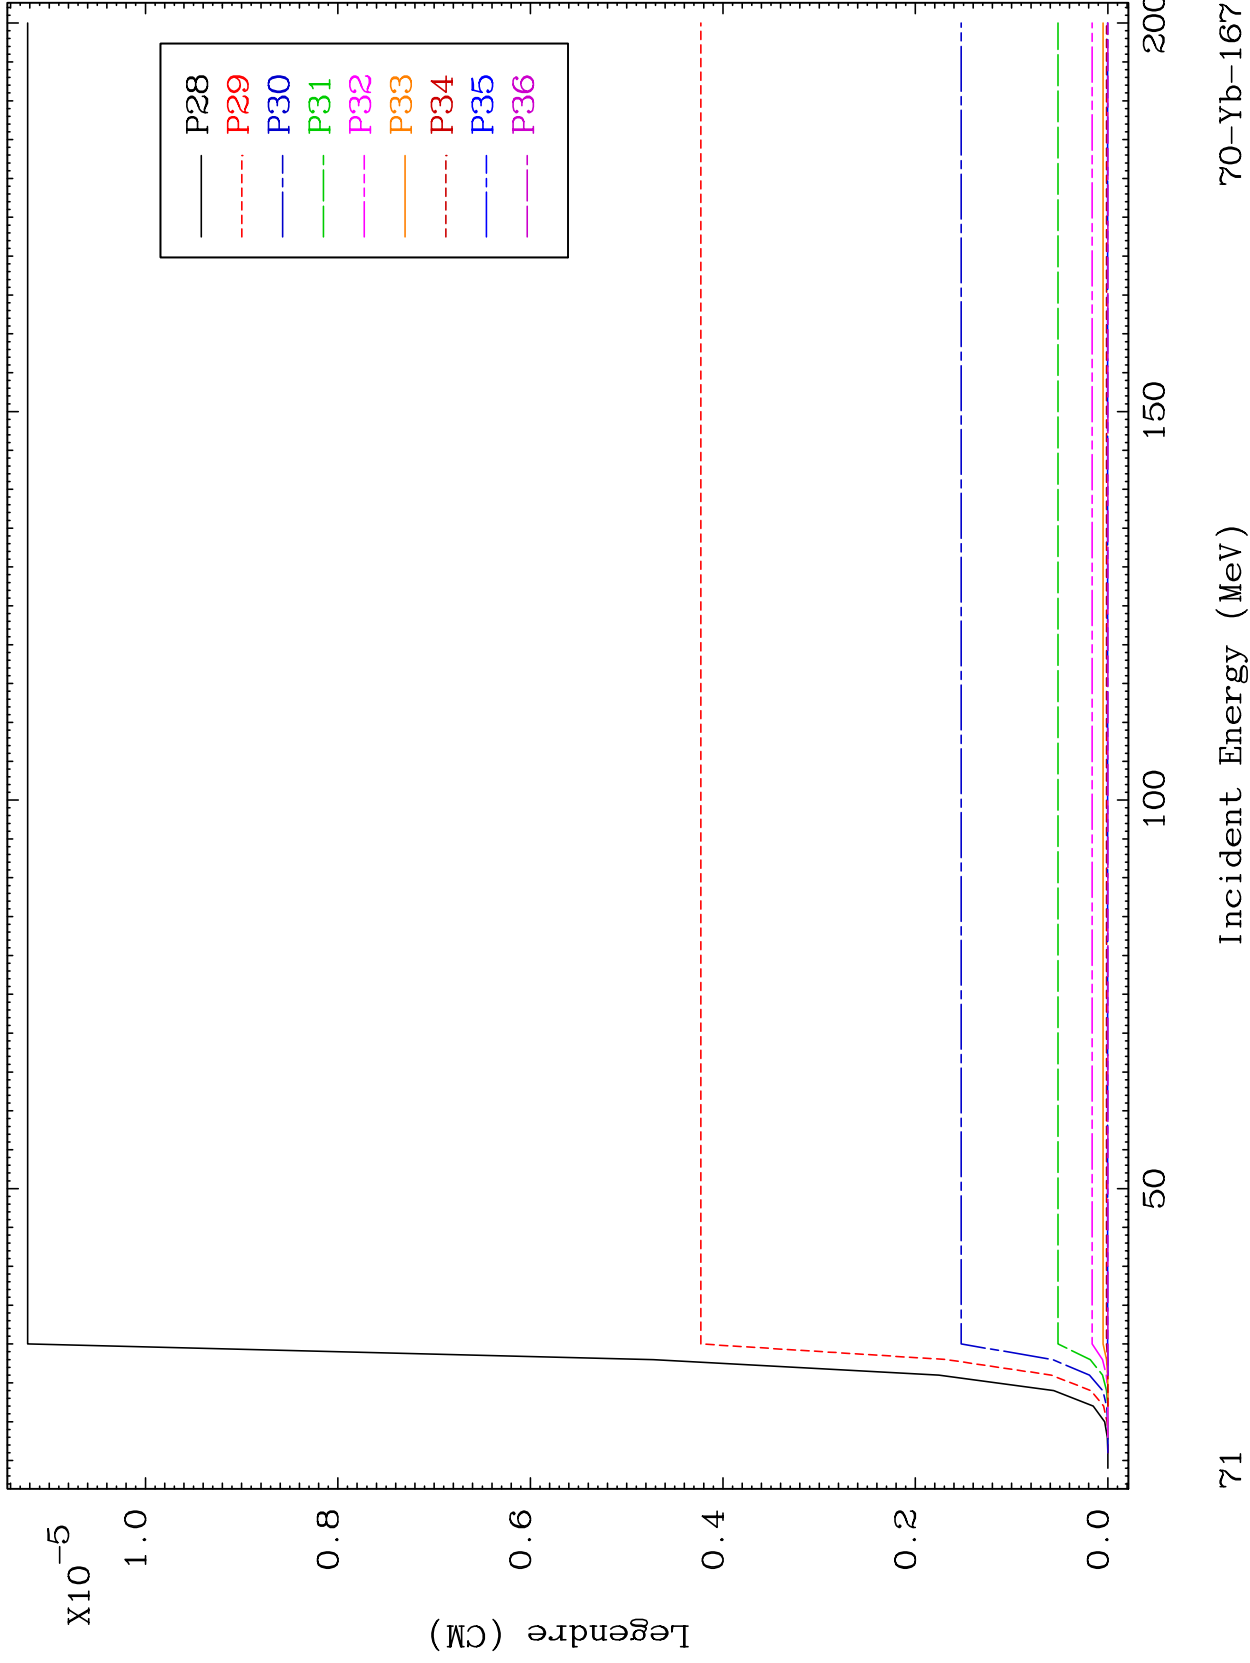 X10-5
1.0
0.8
0.6
0.4
0.2
0.0
Legendre (CM)
P28
P29
P30
P31
P32
P33
P34
P35
P36
50
100
150
200
71
Incident Energy (MeV)
70-Yb-167